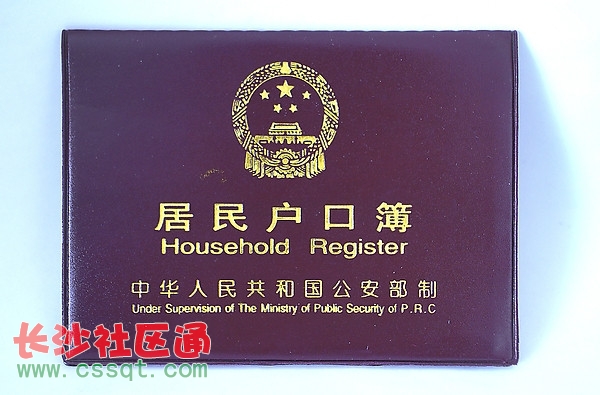 居民户口簿
Household Register
中华人民共和国公安部制
Under Supervision of The Ministry of Public Security of P.R.C
长沙社区通
www.cssqt.com